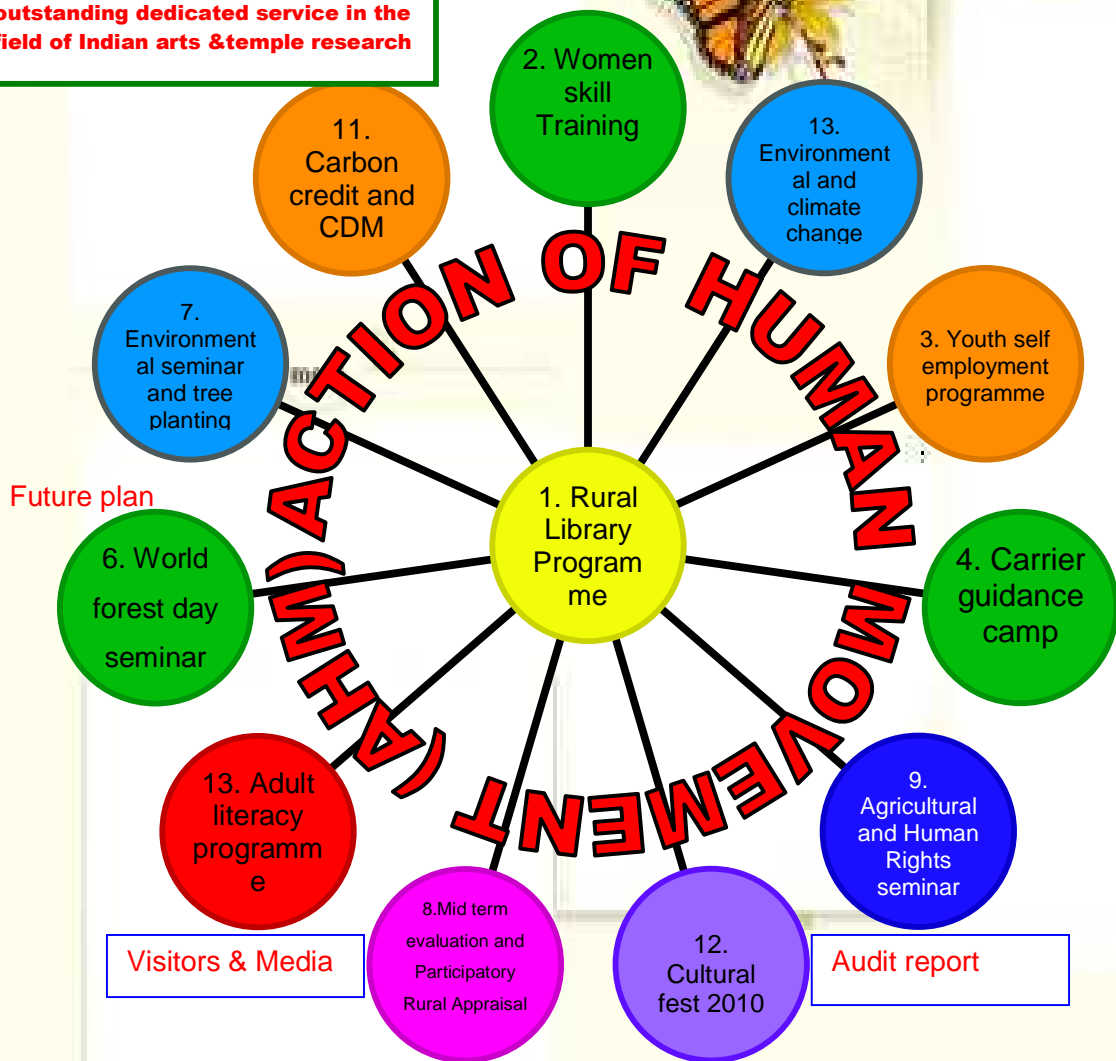 outstanding dedicated service in the
field of Indian arts &temple research
2. Women
skill
Training
11.
Carbon
credit and
CDM
13.
Environment
al and
climate
change
7.
Environment
al seminar
and tree
planting
3. Youth self
employment
programme
ACTION OF HUMAN MOVEMENT (AHM)
Future plan
1. Rural
Library
Program
me
6. World
forest day
seminar
4. Carrier
guidance
camp
13. Adult
literacy
programm
e
9.
Agricultural
and Human
Rights
seminar
8.Mid term
evaluation and
Participatory
Rural Appraisal
12.
Cultural
fest 2010
Visitors & Media
Audit report